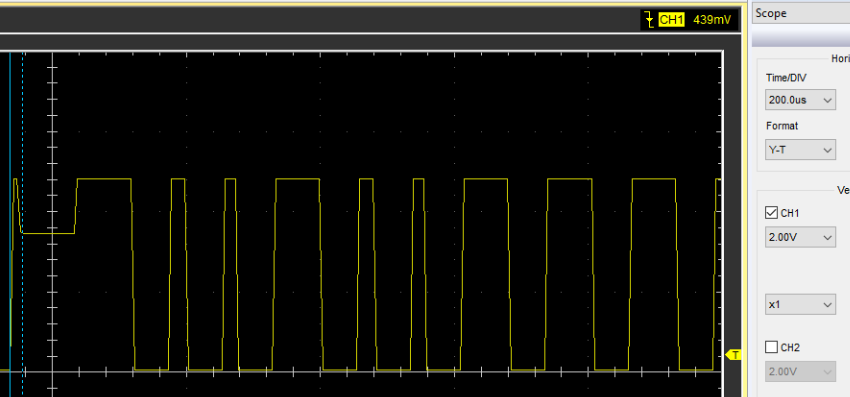 CH1 439mV
Scope
Hori
Time/DIV
200.0us
Format
Y-T
Ve
CH1
2.00V
x1
T
CH2
2.00V